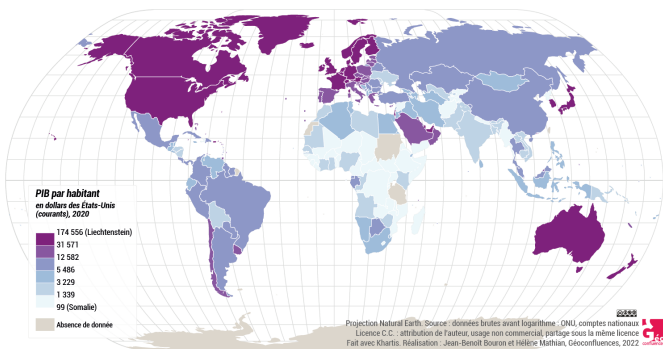 PIB par habitant
en dollars des États-Unis
(courants), 2020
174 556 (Liechtenstein)
31 571
12 582
5 486
3 229
1 339
99 (Somalie)
Absence de donnée
Projection Natural Earth. Source : données brutes avant logarithme : ONU, comptes nationaux
Licence C.C. : attribution de l'auteur, usage non commercial, partage sous la même licence
Fait avec Khartis. Réalisation : Jean-Benoît Bouron et Hélène Mathian, Géoconfluences, 2022